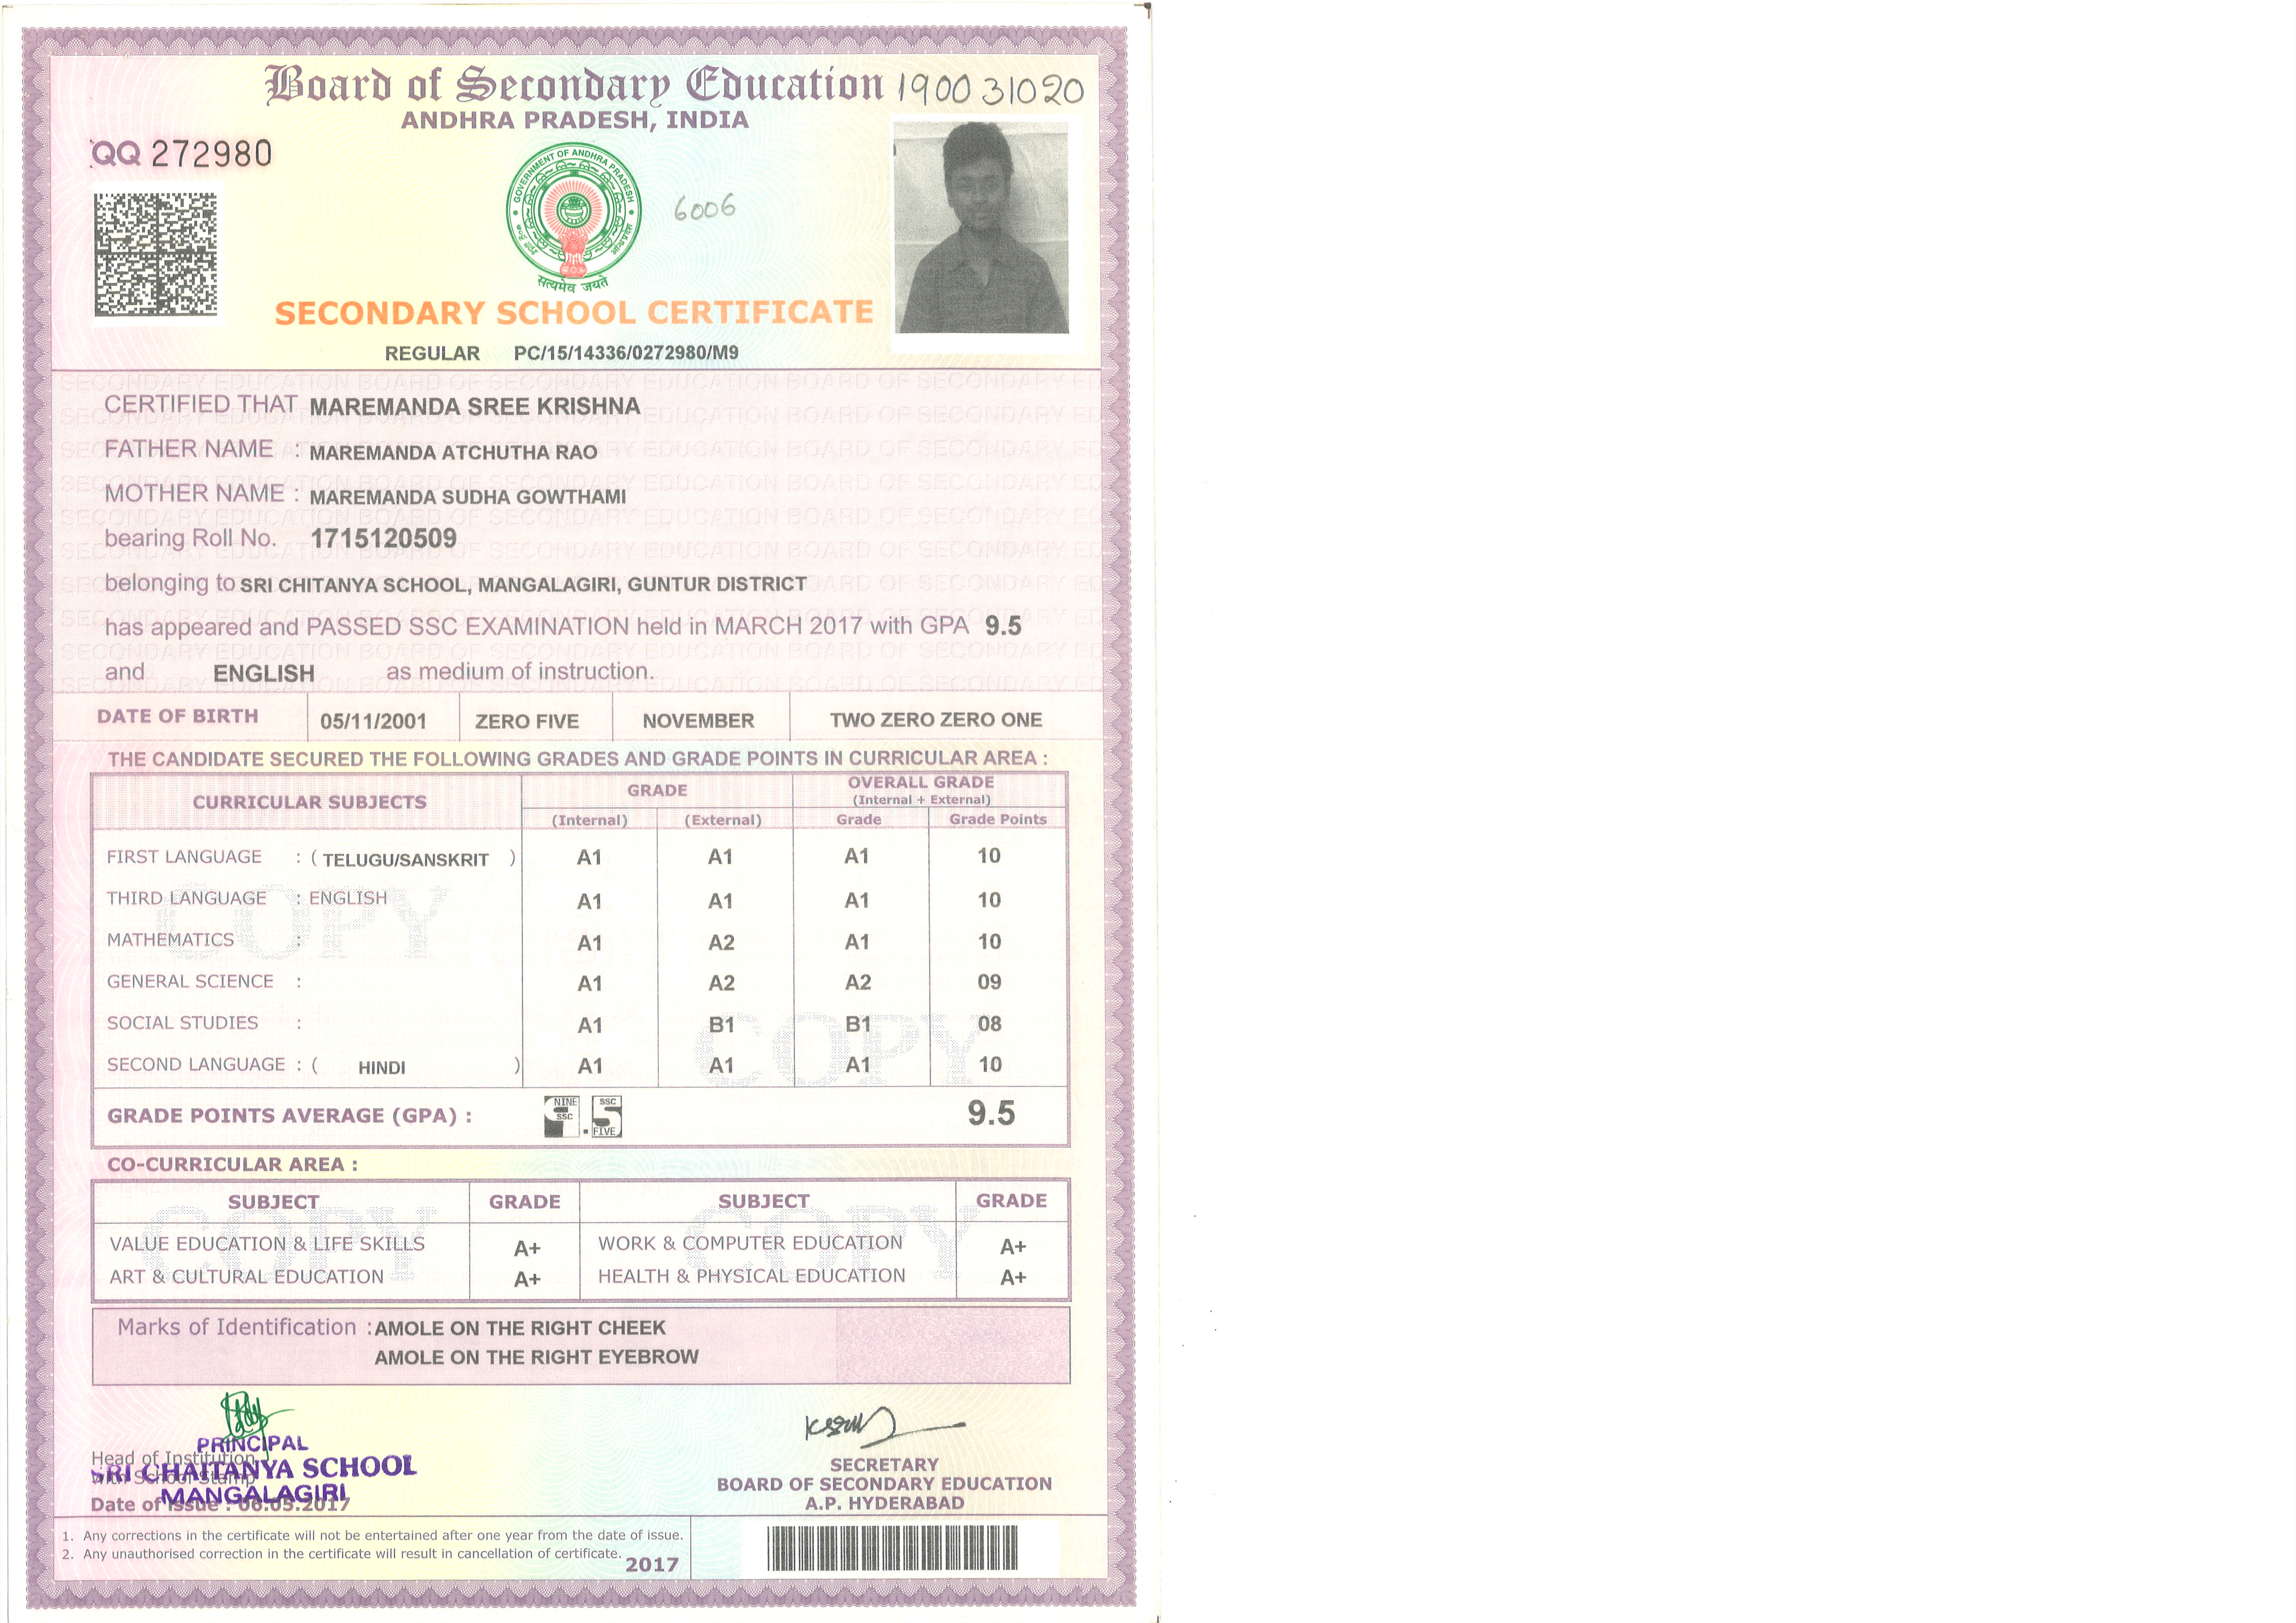 Board of Secondary Education 190031020
ANDHRA PRADESH, INDIA
QQ 272980
GOVERNMENT OF ANDHRA PRADESH
6006
सत्यमेव जयते
SECONDARY SCHOOL CERTIFICATE
REGULAR PC/15/14336/0272980/M9
CERTIFIED THAT MAREMANDA SREE KRISHNA
FATHER NAME : MAREMANDA ATCHUTHA RAO
MOTHER NAME : MAREMANDA SUDHA GOWTHAMI
bearing Roll No. 1715120509
belonging to SRI CHITANYA SCHOOL, MANGALAGIRI, GUNTUR DISTRICT
has appeared and PASSED SSC EXAMINATION held in MARCH 2017 with GPA 9.5
and ENGLISH as medium of instruction.
DATE OF BIRTH 05/11/2001 ZERO FIVE NOVEMBER TWO ZERO ZERO ONE
THE CANDIDATE SECURED THE FOLLOWING GRADES AND GRADE POINTS IN CURRICULAR AREA :
CURRICULAR SUBJECTS GRADE OVERALL GRADE
(Internal + External)
(Internal) (External) Grade Grade Points
FIRST LANGUAGE : ( TELUGU/SANSKRIT ) A1 A1 A1 10
THIRD LANGUAGE : ENGLISH A1 A1 A1 10
MATHEMATICS : A1 A2 A1 10
GENERAL SCIENCE : A1 A2 A2 09
SOCIAL STUDIES : A1 B1 B1 08
SECOND LANGUAGE : ( HINDI ) A1 A1 A1 10
GRADE POINTS AVERAGE (GPA) : NINE SSC . SSC 5 FIVE 9.5
CO-CURRICULAR AREA :
SUBJECT GRADE SUBJECT GRADE
VALUE EDUCATION & LIFE SKILLS A+ WORK & COMPUTER EDUCATION A+
ART & CULTURAL EDUCATION A+ HEALTH & PHYSICAL EDUCATION A+
Marks of Identification : AMOLE ON THE RIGHT CHEEK
AMOLE ON THE RIGHT EYEBROW
PRINCIPAL
Head of Institution
SRI CHAITANYA SCHOOL
with School Stamp
MANGALAGIRI
Date of Issue : 06.05.2017
SECRETARY
BOARD OF SECONDARY EDUCATION
A.P. HYDERABAD
1. Any corrections in the certificate will not be entertained after one year from the date of issue.
2. Any unauthorised correction in the certificate will result in cancellation of certificate.
2017